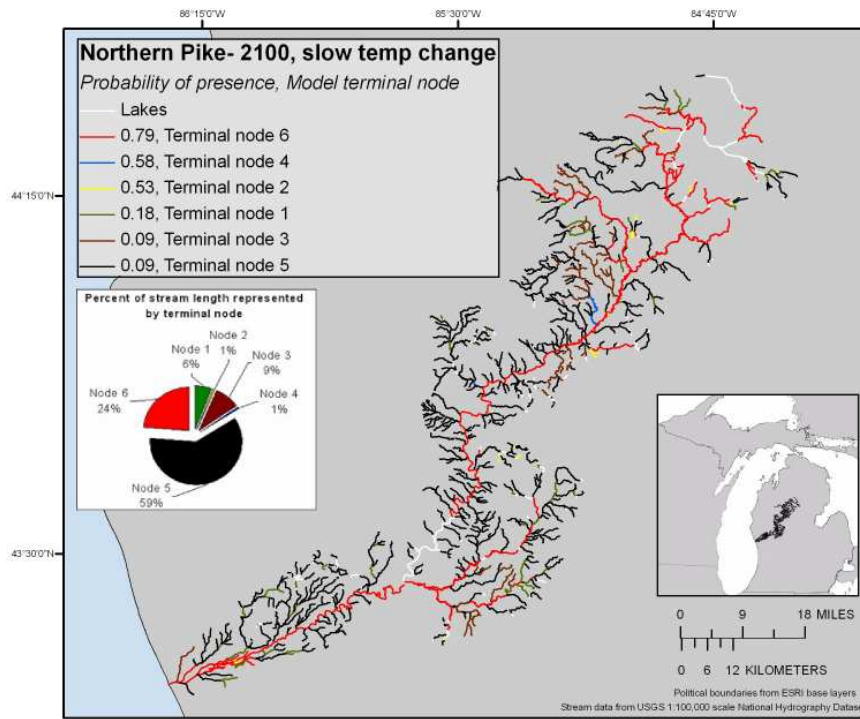 86°15'0"W 85°30'0"W 84°45'0"W
Northern Pike- 2100, slow temp change
Probability of presence, Model terminal node
Lakes
0.79, Terminal node 6
0.58, Terminal node 4
0.53, Terminal node 2
0.18, Terminal node 1
0.09, Terminal node 3
0.09, Terminal node 5
44°15'0"N
Percent of stream length represented
by terminal node
Node 2
1%
Node 1
6%
Node 3
9%
Node 4
1%
Node 6
24%
Node 5
59%
43°30'0"N
0 9 18 MILES
0 6 12 KILOMETERS
Political boundaries from ESRI base layers
Stream data from USGS 1:100,000 scale National Hydrography Datase